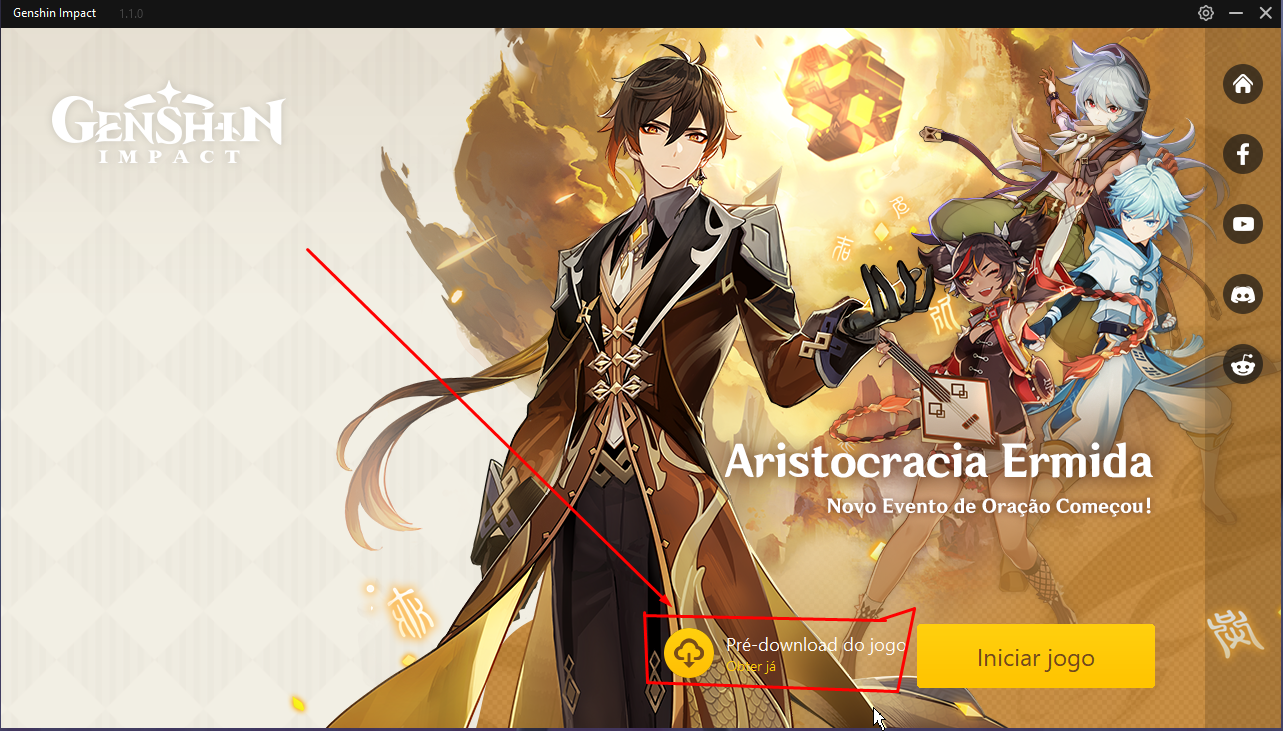 Genshin Impact 1.1.0
GENSHIN
IMPACT
Aristocracia Ermida
Novo Evento de Oração Começou!
Pré-download do jogo
Obter já
Iniciar jogo